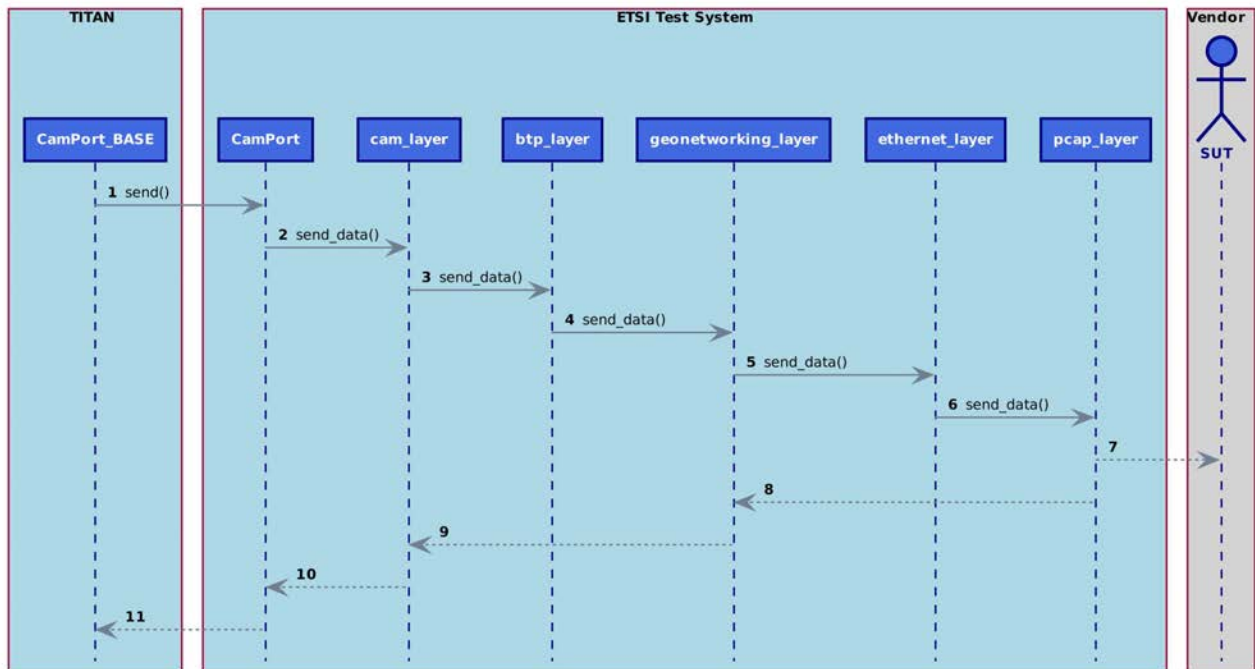 TITAN
ETSI Test System
Vendor
SUT
CamPort_BASE
CamPort
cam_layer
btp_layer
geonetworking_layer
ethernet_layer
pcap_layer
1 send()
2 send_data()
3 send_data()
4 send_data()
5 send_data()
6 send_data()
7
8
9
10
11